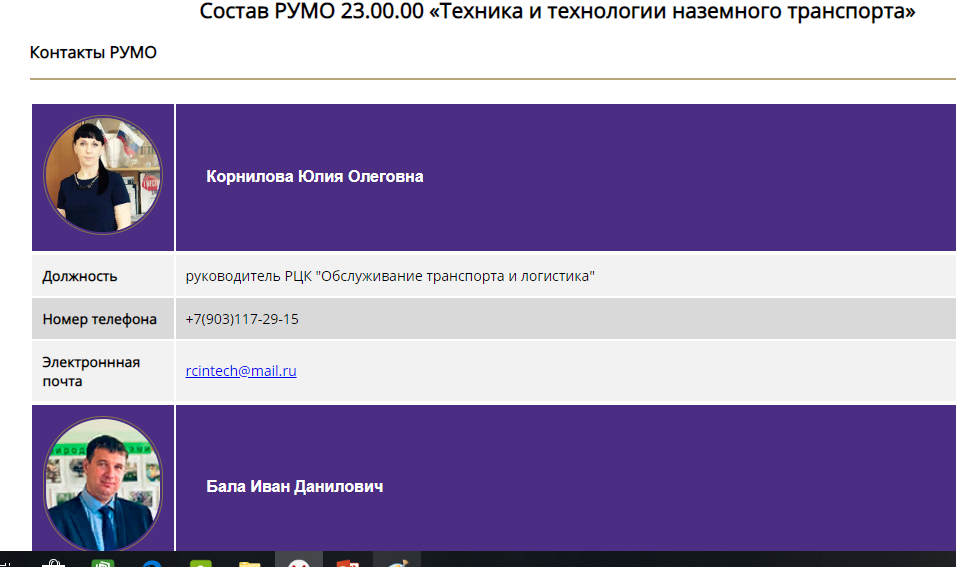 Состав РУМО 23.00.00 «Техника и технологии наземного транспорта»
Контакты РУМО
Корнилова Юлия Олеговна
Должность
руководитель РЦК "Обслуживание транспорта и логистика"
Номер телефона
+7(903)117-29-15
Электроннная
почта
rcintech@mail.ru
Бала Иван Данилович